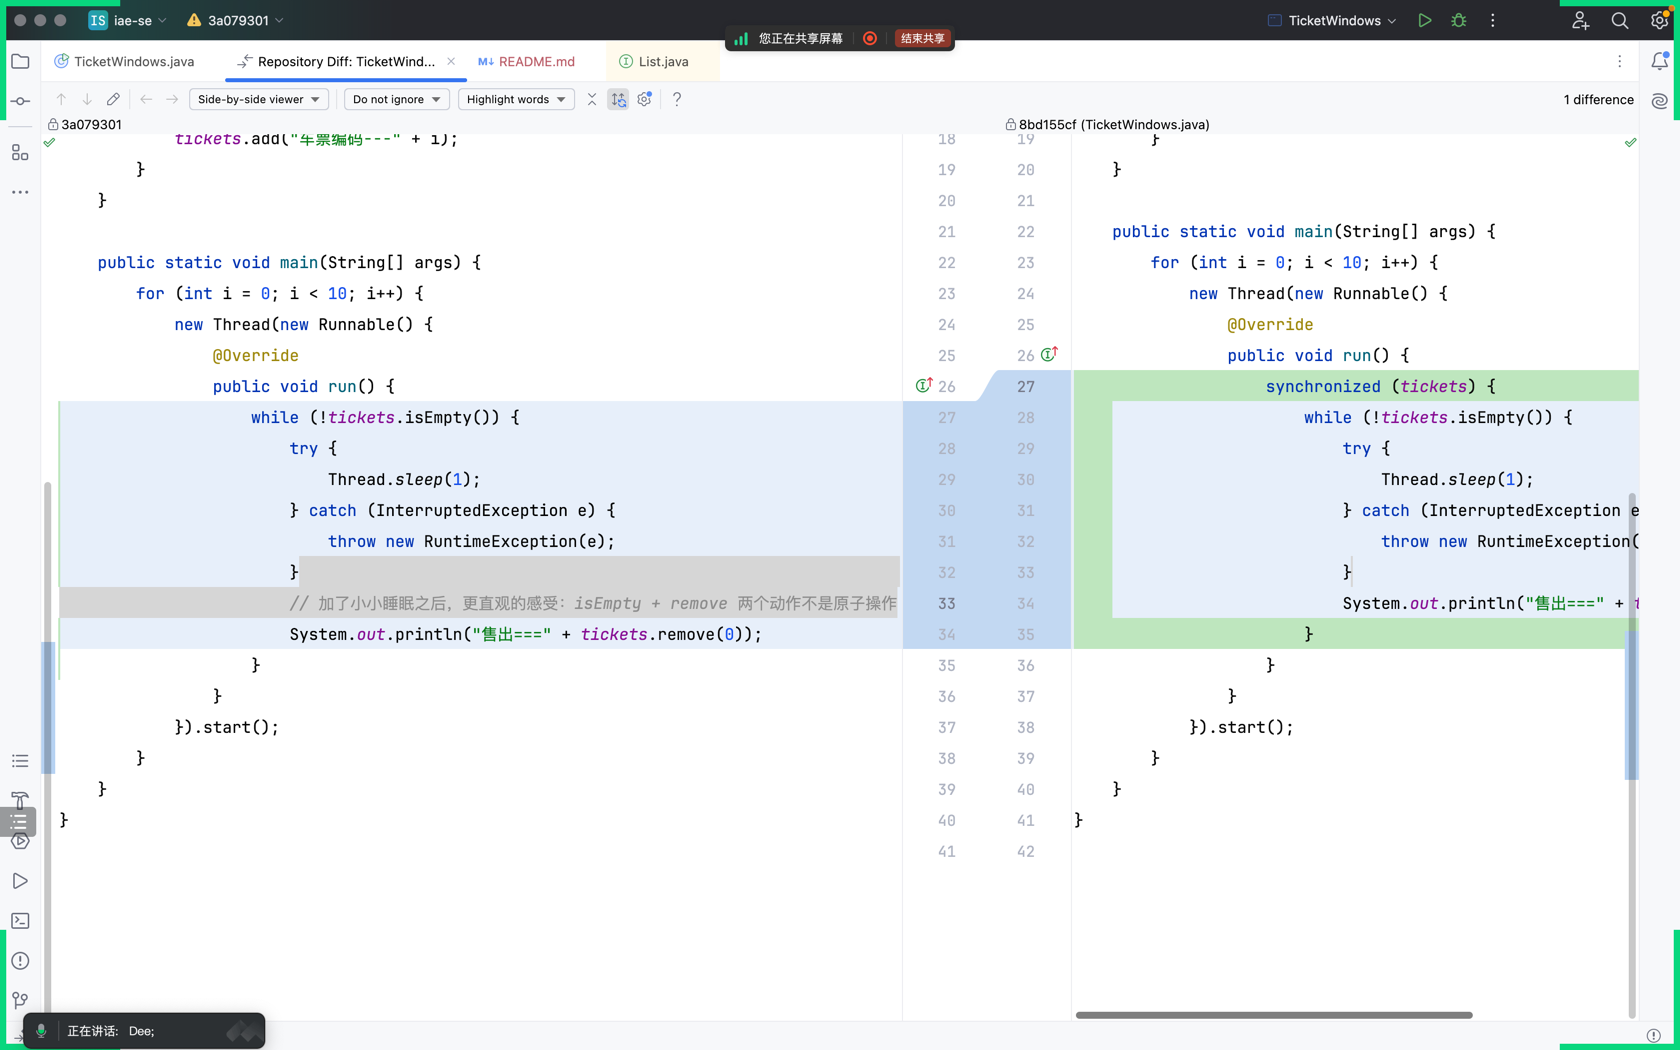 IS iae-se 3a079301 TicketWindows
您正在共享屏幕 结束共享
TicketWindows.java Repository Diff: TicketWind... README.md List.java
Side-by-side viewer Do not ignore Highlight words ? 1 difference
3a079301 8bd155cf (TicketWindows.java)
tickets.add("车票编码---" + i);
}
}
public static void main(String[] args) {
for (int i = 0; i < 10; i++) {
new Thread(new Runnable() {
@Override
public void run() {
while (!tickets.isEmpty()) {
try {
Thread.sleep(1);
} catch (InterruptedException e) {
throw new RuntimeException(e);
}
// 加了小小睡眠之后，更直观的感受：isEmpty + remove 两个动作不是原子操作
System.out.println("售出===" + tickets.remove(0));
}
}
}).start();
}
}
}
18 19
19 20
20 21
21 22
22 23
23 24
24 25
25 26
26 27
27 28
28 29
29 30
30 31
31 32
32 33
33 34
34 35
35 36
36 37
37 38
38 39
39 40
40 41
41 42
}
}
public static void main(String[] args) {
for (int i = 0; i < 10; i++) {
new Thread(new Runnable() {
@Override
public void run() {
synchronized (tickets) {
while (!tickets.isEmpty()) {
try {
Thread.sleep(1);
} catch (InterruptedException e
throw new RuntimeException(
}
System.out.println("售出===" + t
}
}
}
}).start();
}
}
}
正在讲话: Dee;